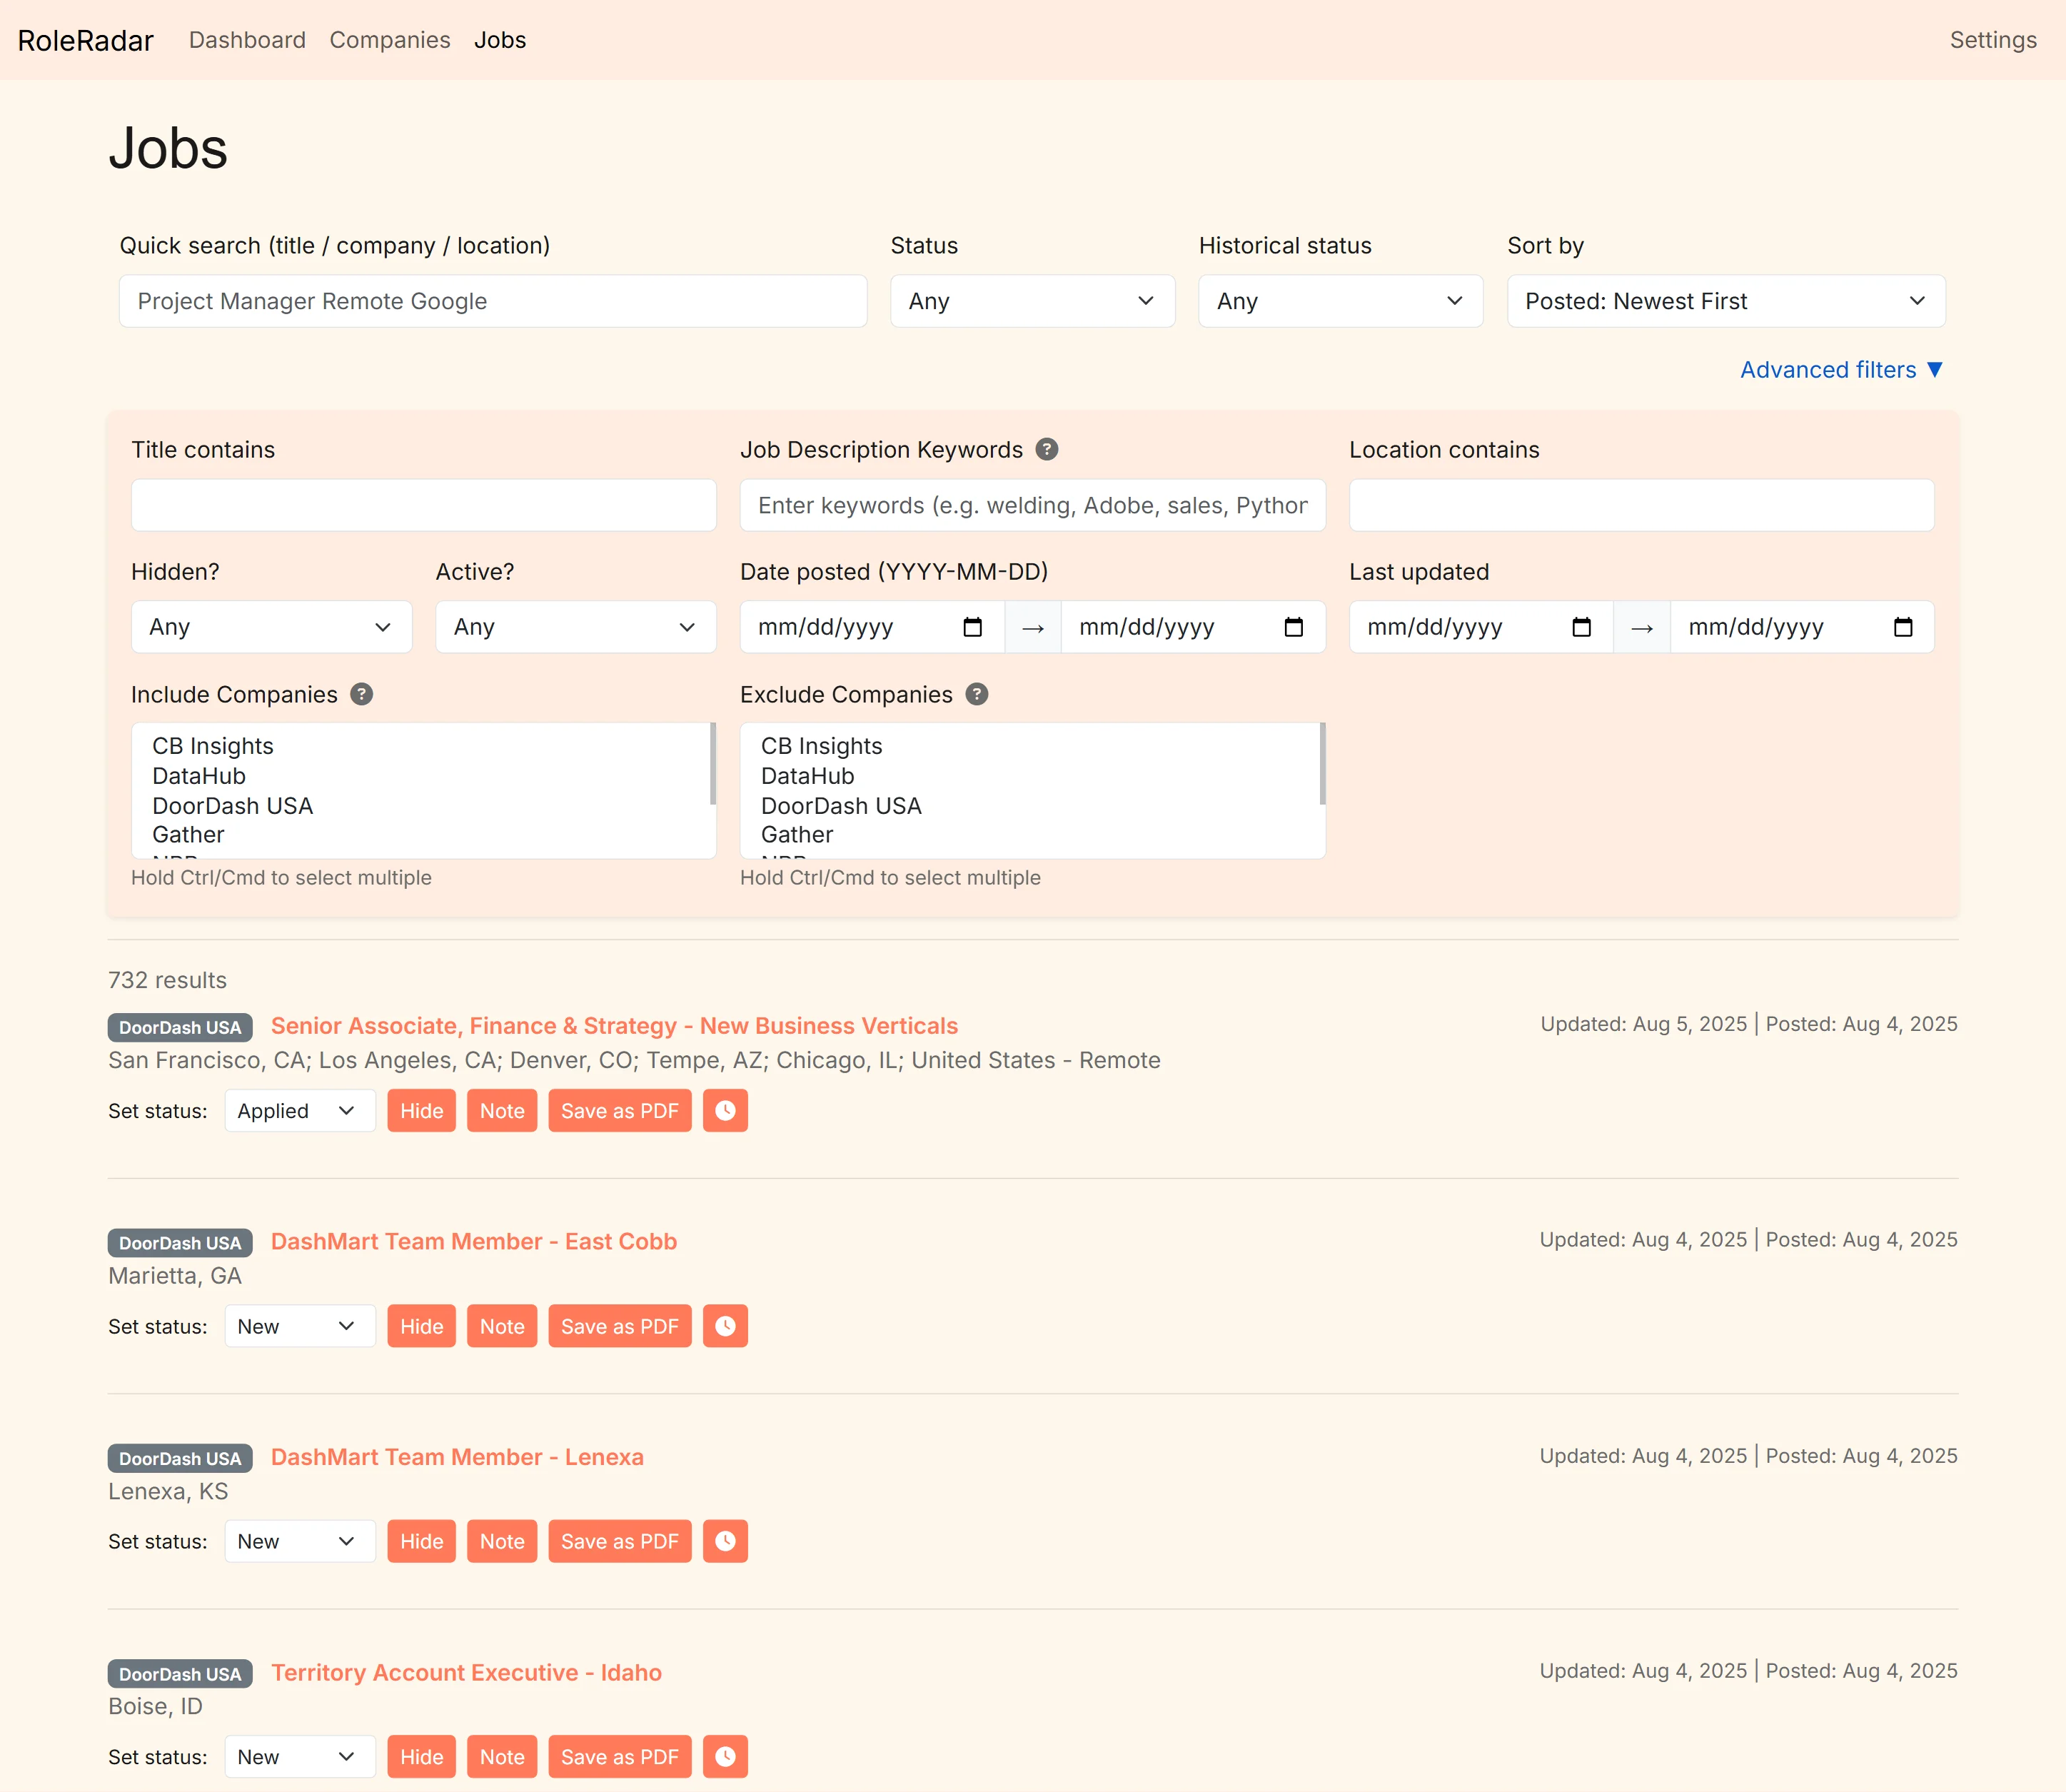 RoleRadar Dashboard Companies Jobs Settings
Jobs
Quick search (title / company / location) Status Historical status Sort by
Project Manager Remote Google Any Any Posted: Newest First
Advanced filters ▼
Title contains Job Description Keywords ? Location contains
Enter keywords (e.g. welding, Adobe, sales, Python
Hidden? Active? Date posted (YYYY-MM-DD) Last updated
Any Any mm/dd/yyyy → mm/dd/yyyy mm/dd/yyyy → mm/dd/yyyy
Include Companies ? Exclude Companies ?
CB Insights CB Insights
DataHub DataHub
DoorDash USA DoorDash USA
Gather Gather
Hold Ctrl/Cmd to select multiple Hold Ctrl/Cmd to select multiple
732 results
DoorDash USA Senior Associate, Finance & Strategy - New Business Verticals Updated: Aug 5, 2025 | Posted: Aug 4, 2025
San Francisco, CA; Los Angeles, CA; Denver, CO; Tempe, AZ; Chicago, IL; United States - Remote
Set status: Applied Hide Note Save as PDF
DoorDash USA DashMart Team Member - East Cobb Updated: Aug 4, 2025 | Posted: Aug 4, 2025
Marietta, GA
Set status: New Hide Note Save as PDF
DoorDash USA DashMart Team Member - Lenexa Updated: Aug 4, 2025 | Posted: Aug 4, 2025
Lenexa, KS
Set status: New Hide Note Save as PDF
DoorDash USA Territory Account Executive - Idaho Updated: Aug 4, 2025 | Posted: Aug 4, 2025
Boise, ID
Set status: New Hide Note Save as PDF